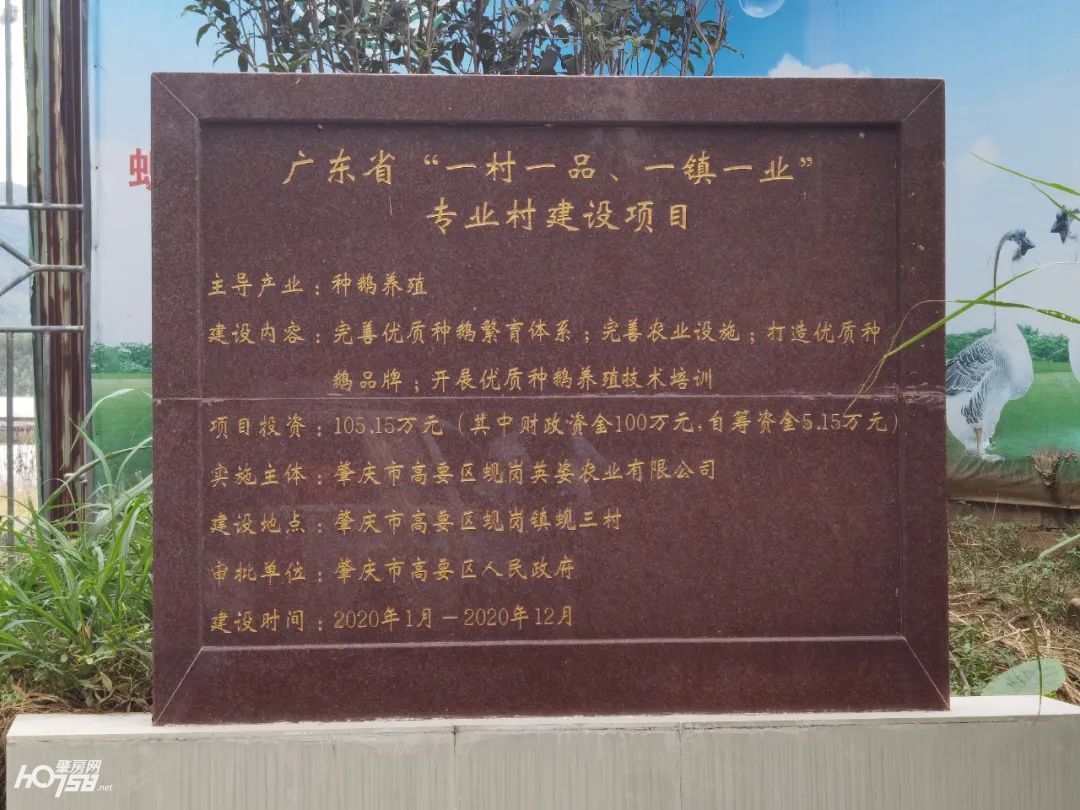 广东省“一村一品、一镇一业”
专业村建设项目
主导产业：种鹅养殖
建设内容：完善优质种鹅繁育体系；完善农业设施；打造优质种
鹅品牌；开展优质种鹅养殖技术培训
项目投资：105.15万元（其中财政资金100万元、自筹资金5.15万元）
实施主体：肇庆市高要区蚬岗英姿农业有限公司
建设地点：肇庆市高要区蚬岗镇蚬三村
审批单位：肇庆市高要区人民政府
建设时间：2020年1月－2020年12月
肇房网
HO758.net